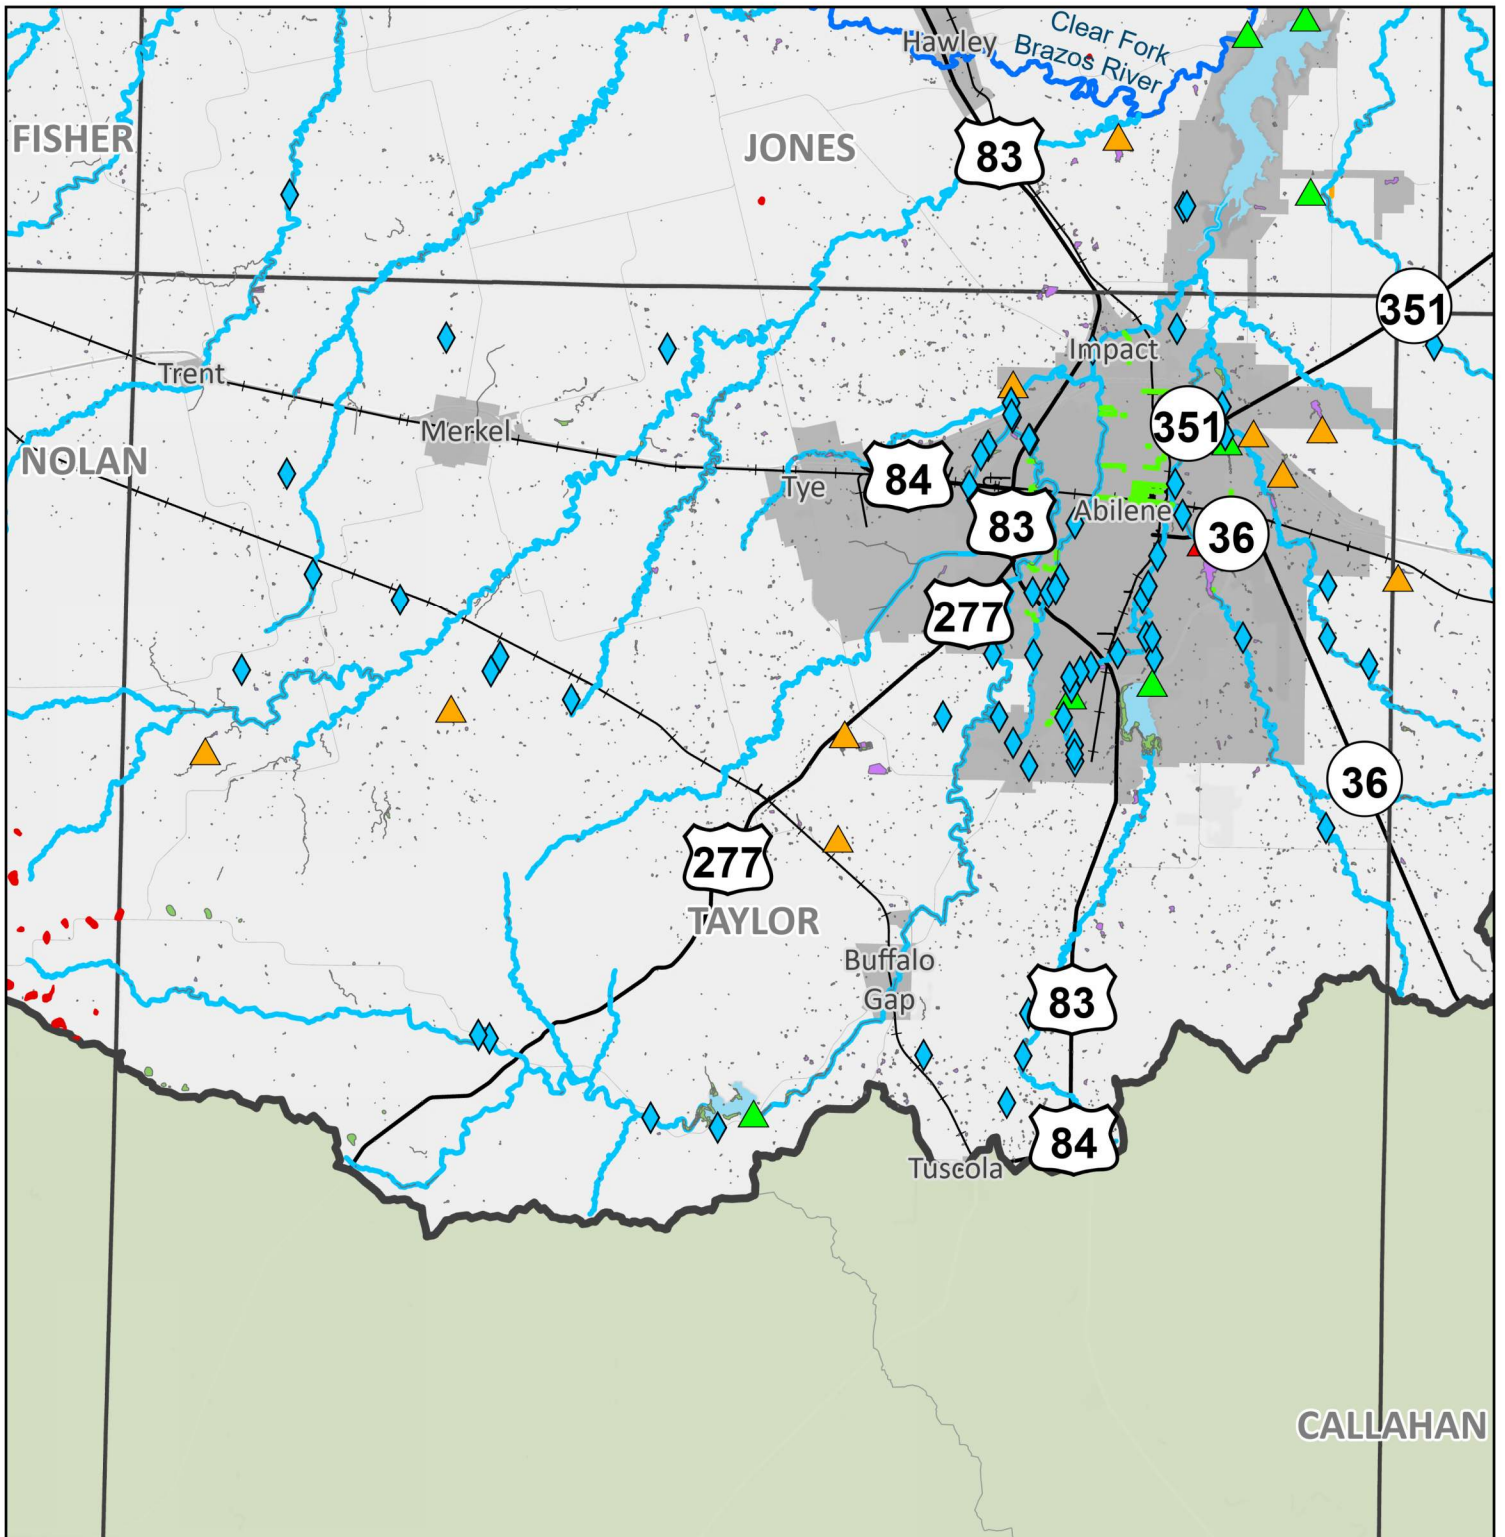 Hawley
Clear Fork
Brazos River
FISHER
JONES
83
351
Trent
Impact
Merkel
351
NOLAN
Tye
84
83
Abilene
36
277
36
277
TAYLOR
Buffalo
Gap
83
84
Tuscola
CALLAHAN